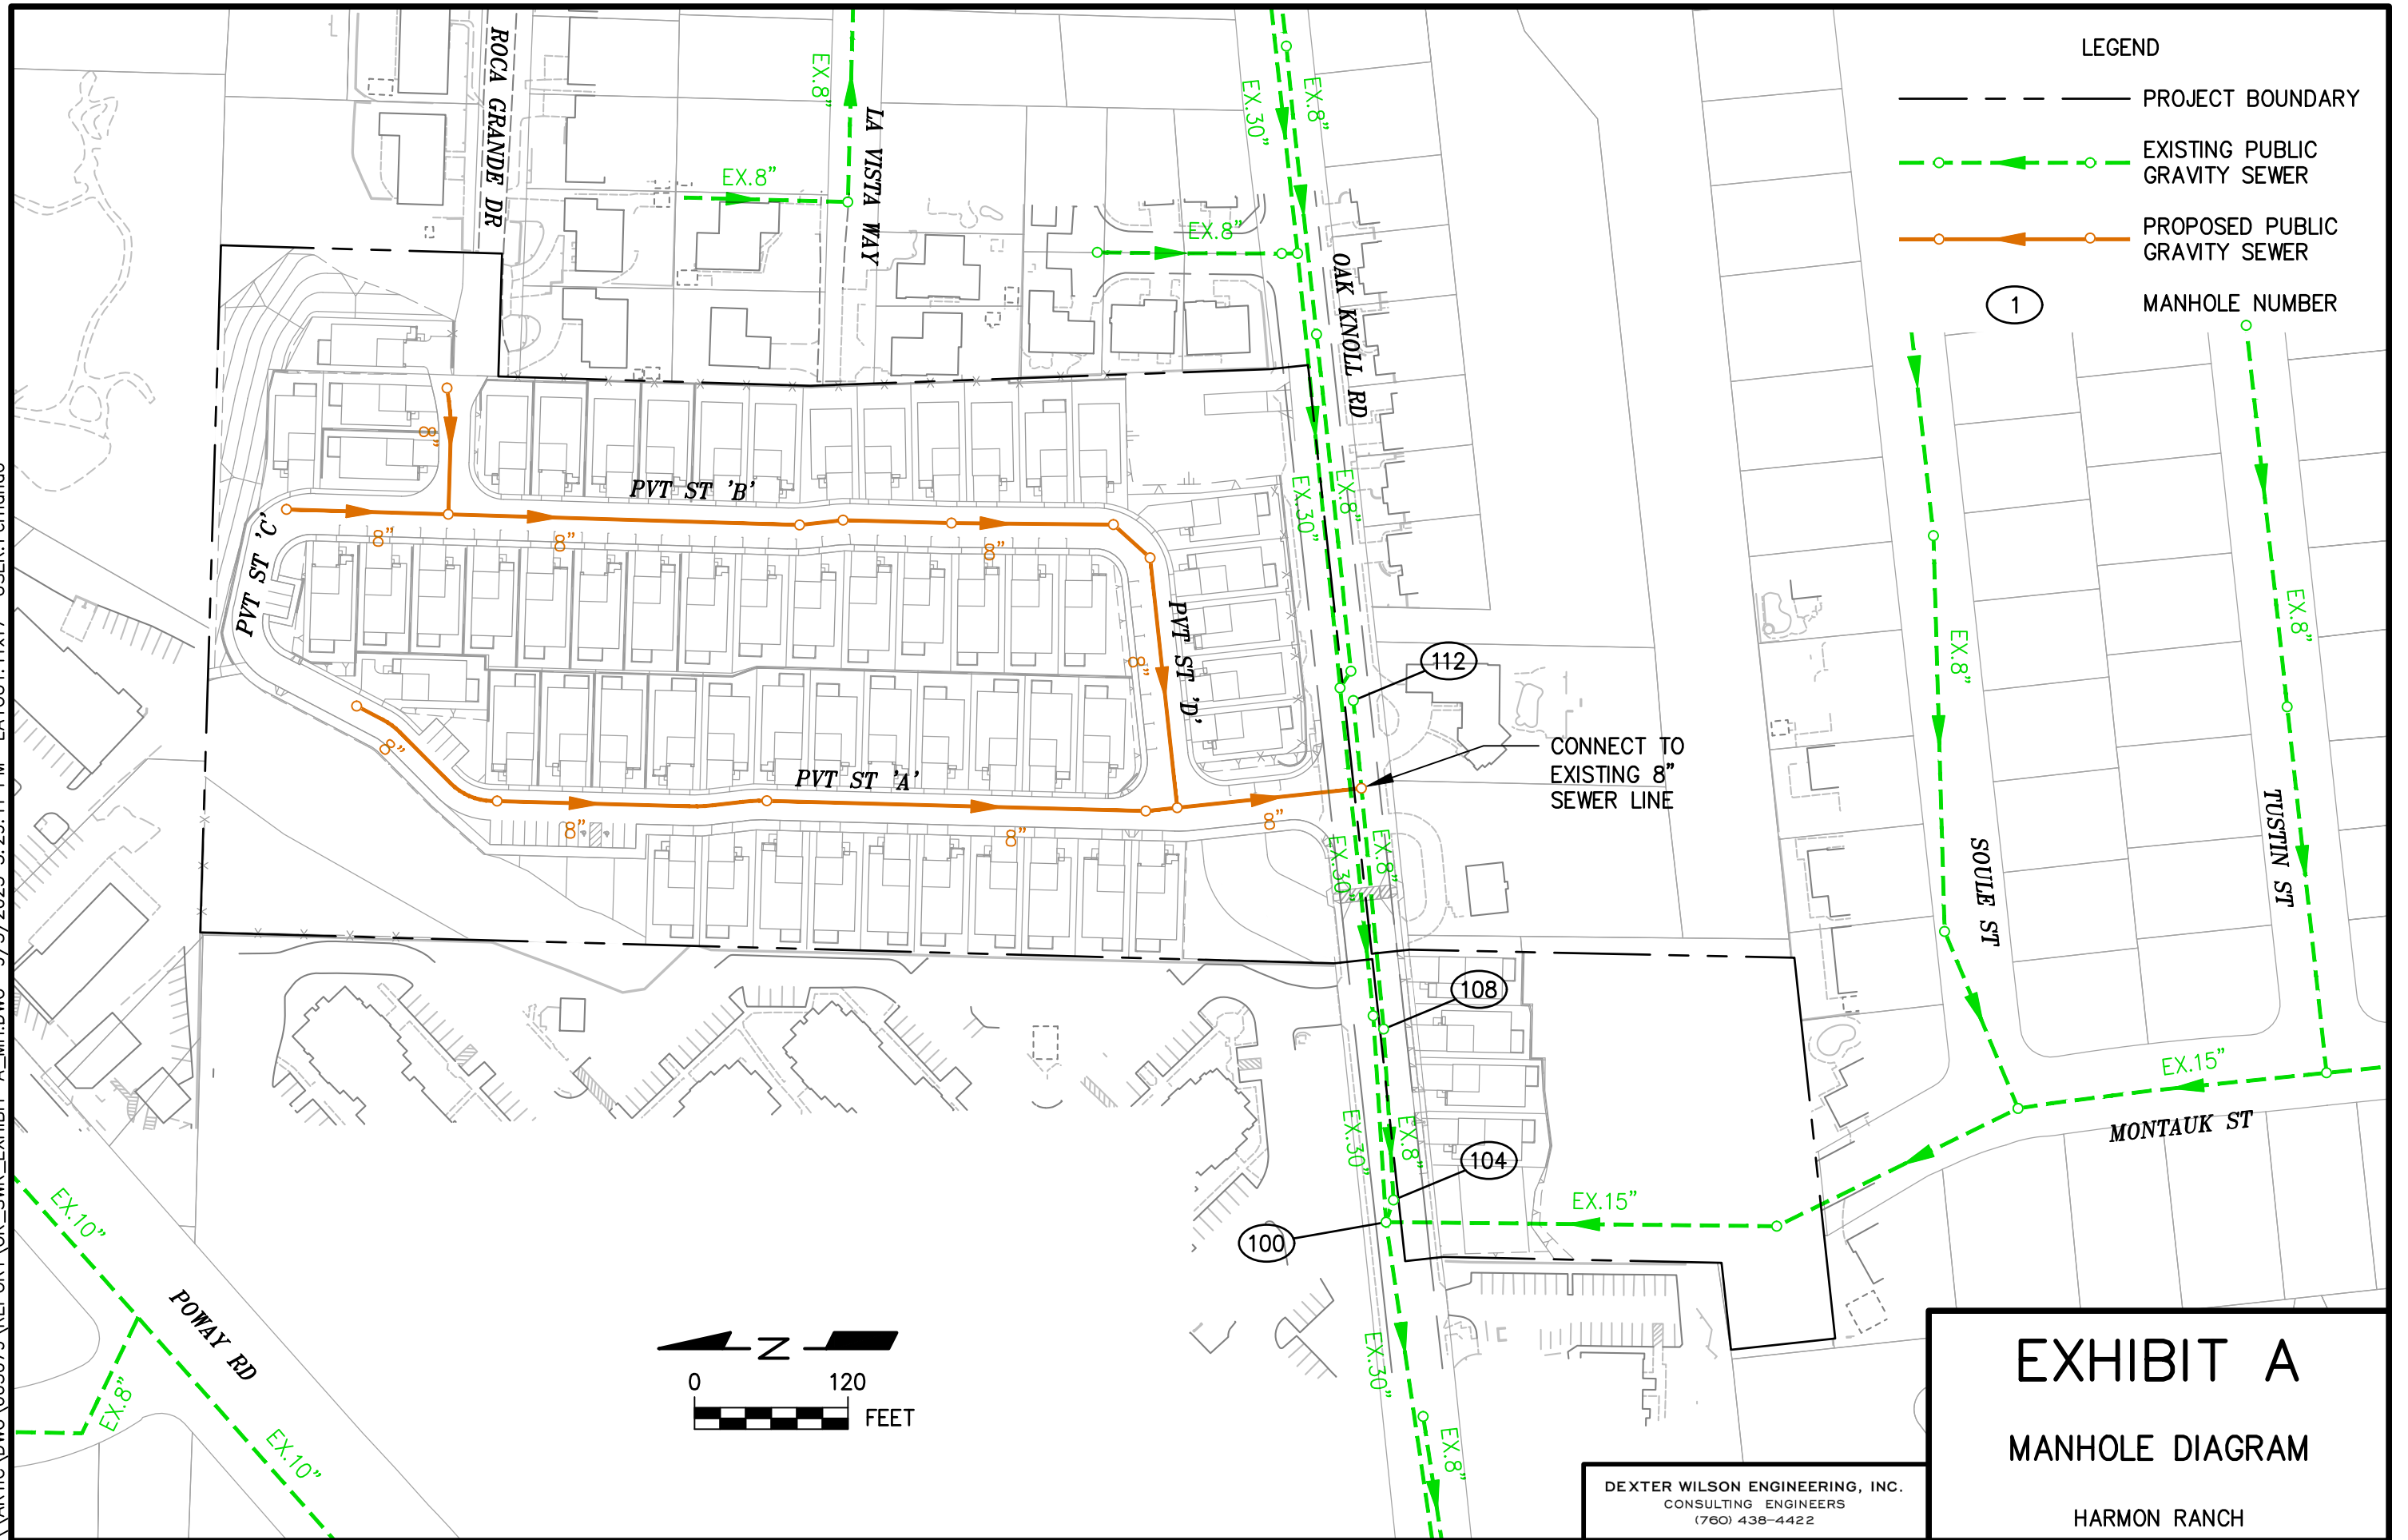 LEGEND
PROJECT BOUNDARY
EXISTING PUBLIC
GRAVITY SEWER
PROPOSED PUBLIC
GRAVITY SEWER
1
MANHOLE NUMBER
ROCA GRANDE DR
EX.8"
LA VISTA WAY
EX.8"
EX.30"
EX.8"
EX.8"
OAK KNOLL RD
8"
PVT ST 'B'
PVT ST 'C'
8"
8"
8"
EX.30"
EX.8"
8"
PVT ST 'D'
112
8"
PVT ST 'A'
CONNECT TO
EXISTING 8"
SEWER LINE
8"
8"
8"
EX.30"
EX.8"
EX.8"
EX.8"
SOULE ST
TUSTIN ST
108
EX.15"
MONTAUK ST
EX.30"
EX.8"
104
EX.15"
100
EX.10"
POWAY RD
EX.8"
EX.10"
N
0 120
FEET
EX.30"
EX.8"
DEXTER WILSON ENGINEERING, INC.
CONSULTING ENGINEERS
(760) 438-4422
EXHIBIT A
MANHOLE DIAGRAM
HARMON RANCH